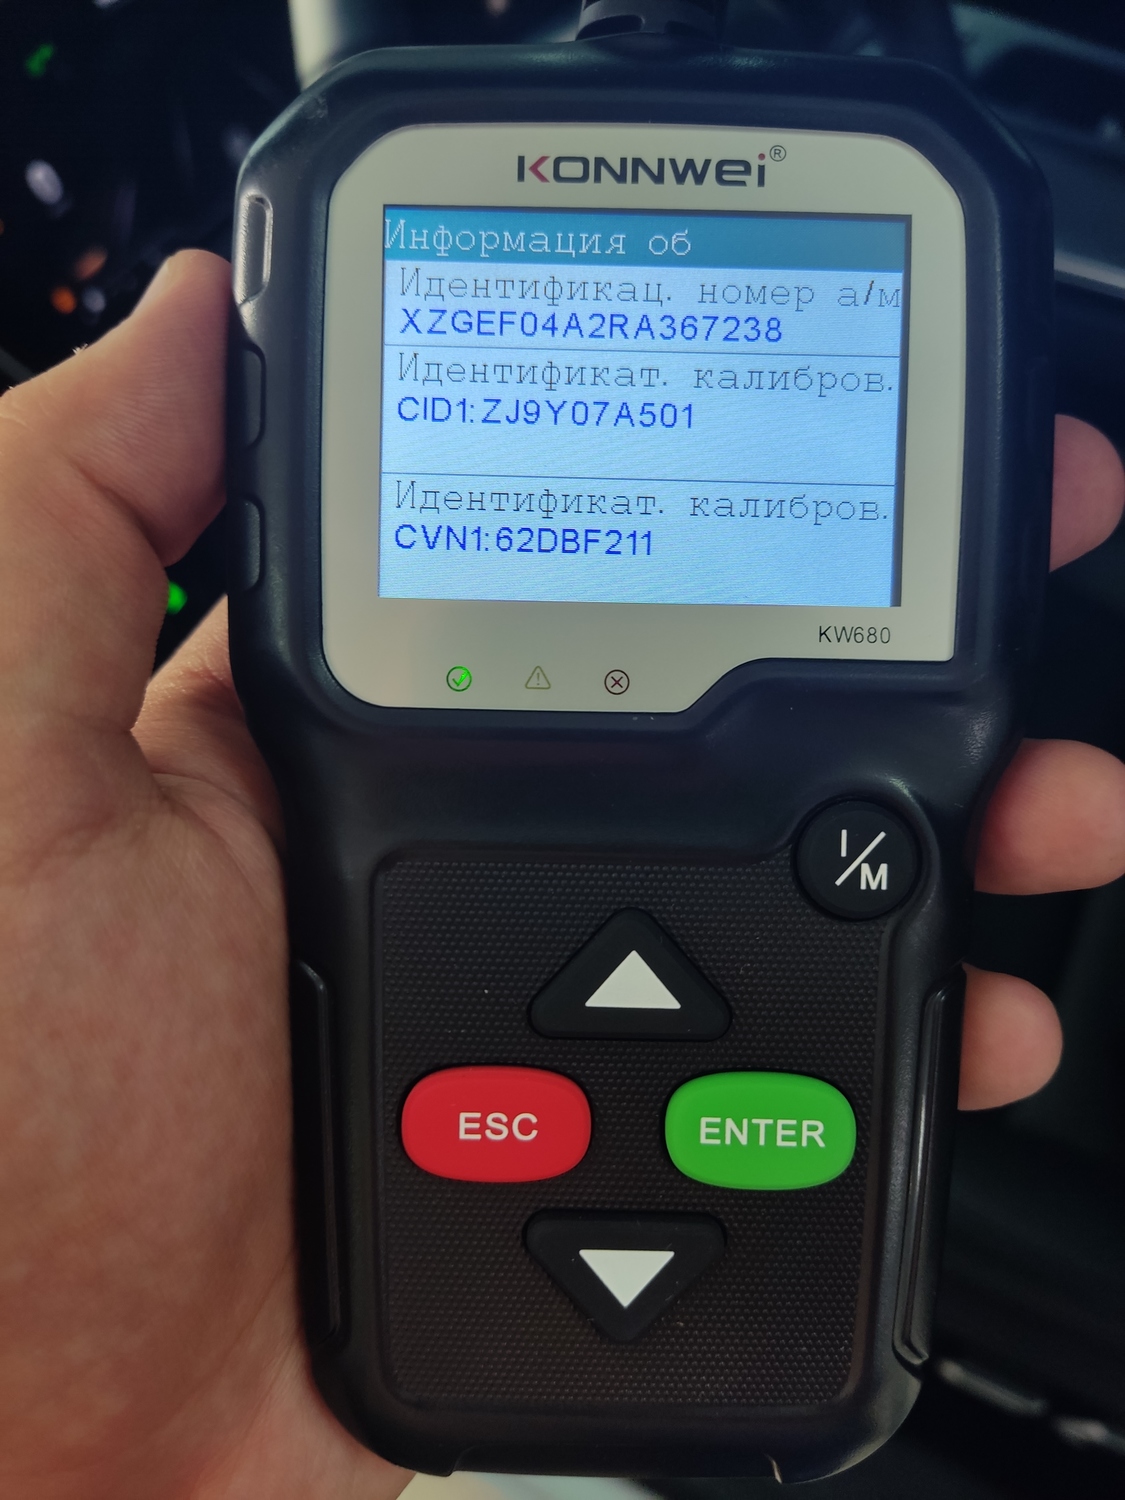 KONNWEI®
Информация об
Идентификац. номер а/м
XZGEF04A2RA367238
Идентификат. калибров.
CID1:ZJ9Y07A501
Идентификат. калибров.
CVN1:62DBF211
KW680
I/M
ESC
ENTER